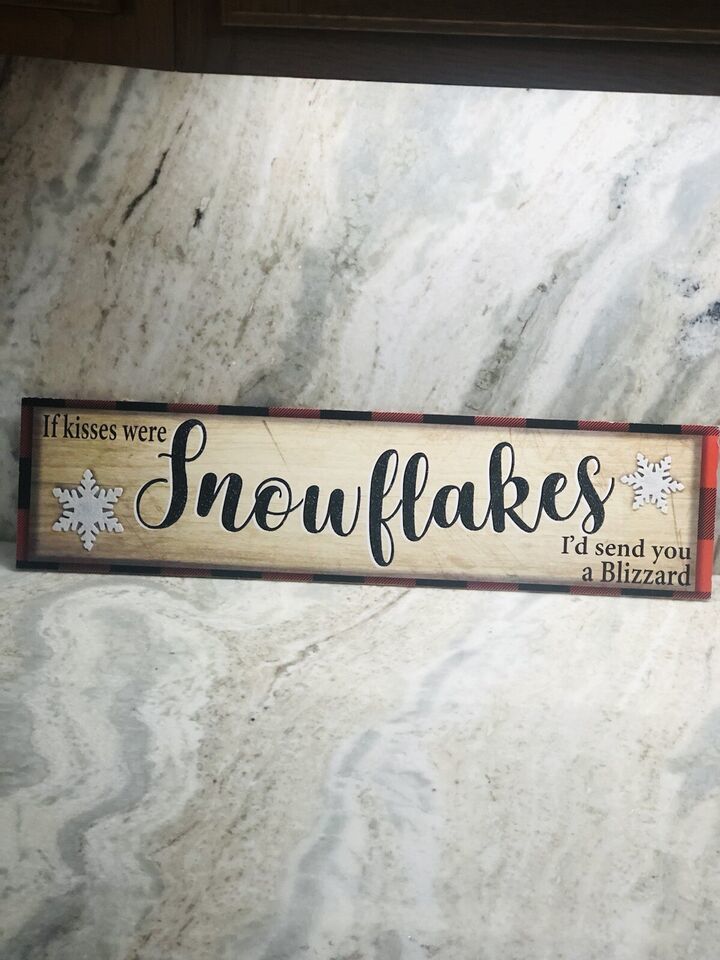 If kisses were
Snowflakes
I'd send you
a Blizzard